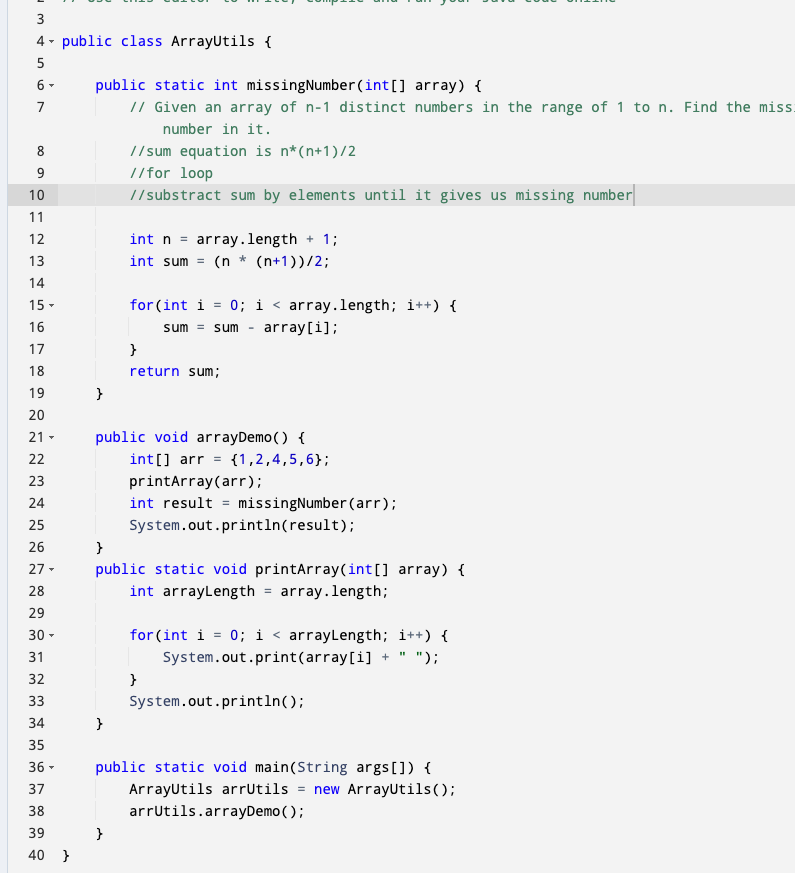 3
4 public class ArrayUtils {
5
6 public static int missingNumber(int[] array) {
7 // Given an array of n-1 distinct numbers in the range of 1 to n. Find the
number in it.
8 //sum equation is n*(n+1)/2
9 //for loop
10 //substract sum by elements until it gives us missing number
11
12 int n = array.length + 1;
13 int sum = (n * (n+1))/2;
14
15 for(int i = 0; i < array.length; i++) {
16 sum = sum - array[i];
17 }
18 return sum;
19 }
20
21 public void arrayDemo() {
22 int[] arr = {1,2,4,5,6};
23 printArray(arr);
24 int result = missingNumber(arr);
25 System.out.println(result);
26 }
27 public static void printArray(int[] array) {
28 int arrayLength = array.length;
29
30 for(int i = 0; i < arrayLength; i++) {
31 System.out.print(array[i] + " ");
32 }
33 System.out.println();
34 }
35
36 public static void main(String args[]) {
37 ArrayUtils arrUtils = new ArrayUtils();
38 arrUtils.arrayDemo();
39 }
40 }